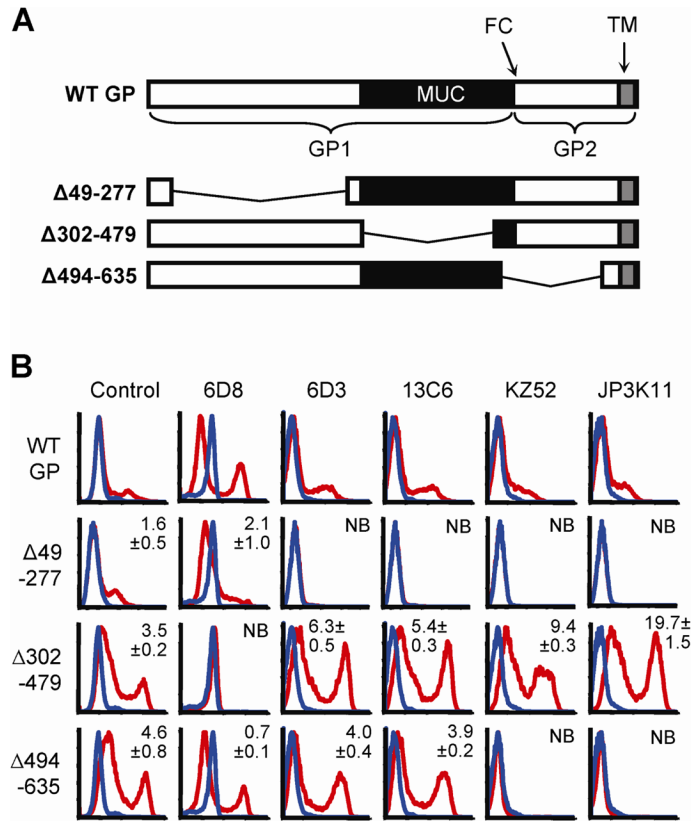 A
FC TM
WT GP MUC
GP1 GP2
Δ49-277
Δ302-479
Δ494-635
B
Control 6D8 6D3 13C6 KZ52 JP3K11
WT
GP
Δ49
-277
1.6
±0.5
2.1
±1.0
NB
NB
NB
NB
Δ302
-479
3.5
±0.2
NB
6.3±
0.5
5.4±
0.3
9.4
±0.3
19.7±
1.5
Δ494
-635
4.6
±0.8
0.7
±0.1
4.0
±0.4
3.9
±0.2
NB
NB